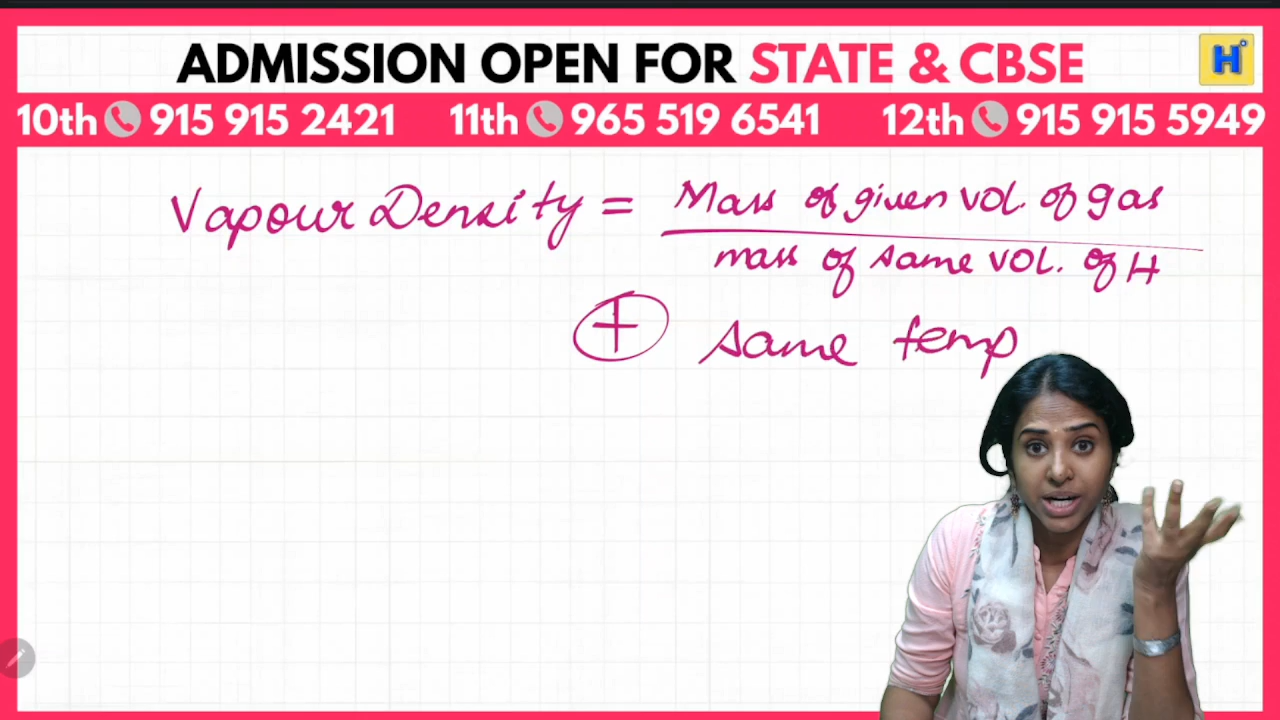 ADMISSION OPEN FOR STATE & CBSE
H
10th 915 915 2421 11th 965 519 6541 12th 915 915 5949
Vapour Density = Mass of given vol. of gas
mass of same vol. of H
+ same temp